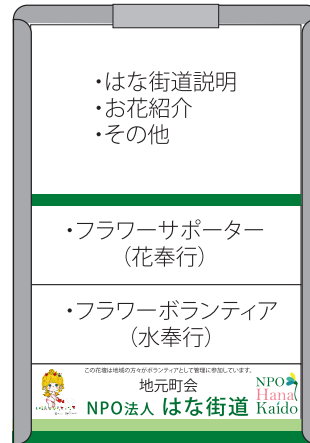 ・はな街道説明
・お花紹介
・その他
・フラワーサポーター
（花奉行）
・フラワーボランティア
（水奉行）
この花壇は地域の方々がボランティアとして管理に参加しています。
地元町会
NPO法人 はな街道
NPO
Hana
Kaido